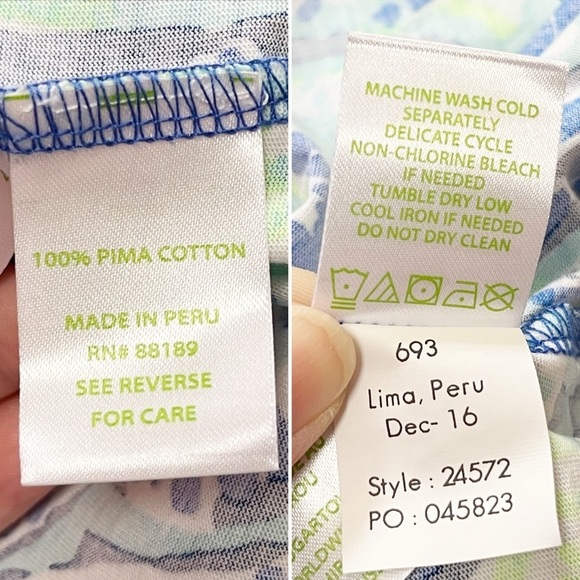 100% PIMA COTTON
MADE IN PERU
RN# 88189
SEE REVERSE
FOR CARE
MACHINE WASH COLD
SEPARATELY
DELICATE CYCLE
NON-CHLORINE BLEACH
IF NEEDED
TUMBLE DRY LOW
COOL IRON IF NEEDED
DO NOT DRY CLEAN
693
Lima, Peru
Dec- 16
Style : 24572
PO : 045823